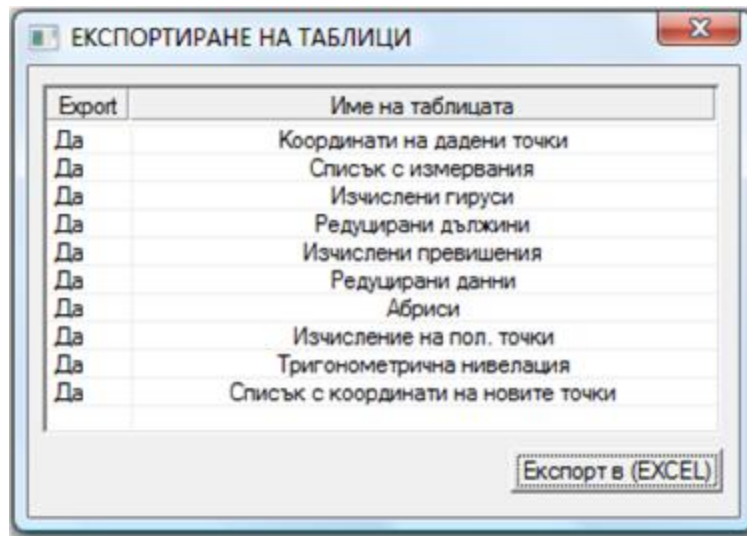 ЕКСПОРТИРАНЕ НА ТАБЛИЦИ
Export Име на таблицата
Да Координати на дадени точки
Да Списък с измервания
Да Изчислени гируси
Да Редуцирани дължини
Да Изчислени превишения
Да Редуцирани данни
Да Абриси
Да Изчисление на пол. точки
Да Тригонометрична нивелация
Да Списък с координати на новите точки
Експорт в (EXCEL)